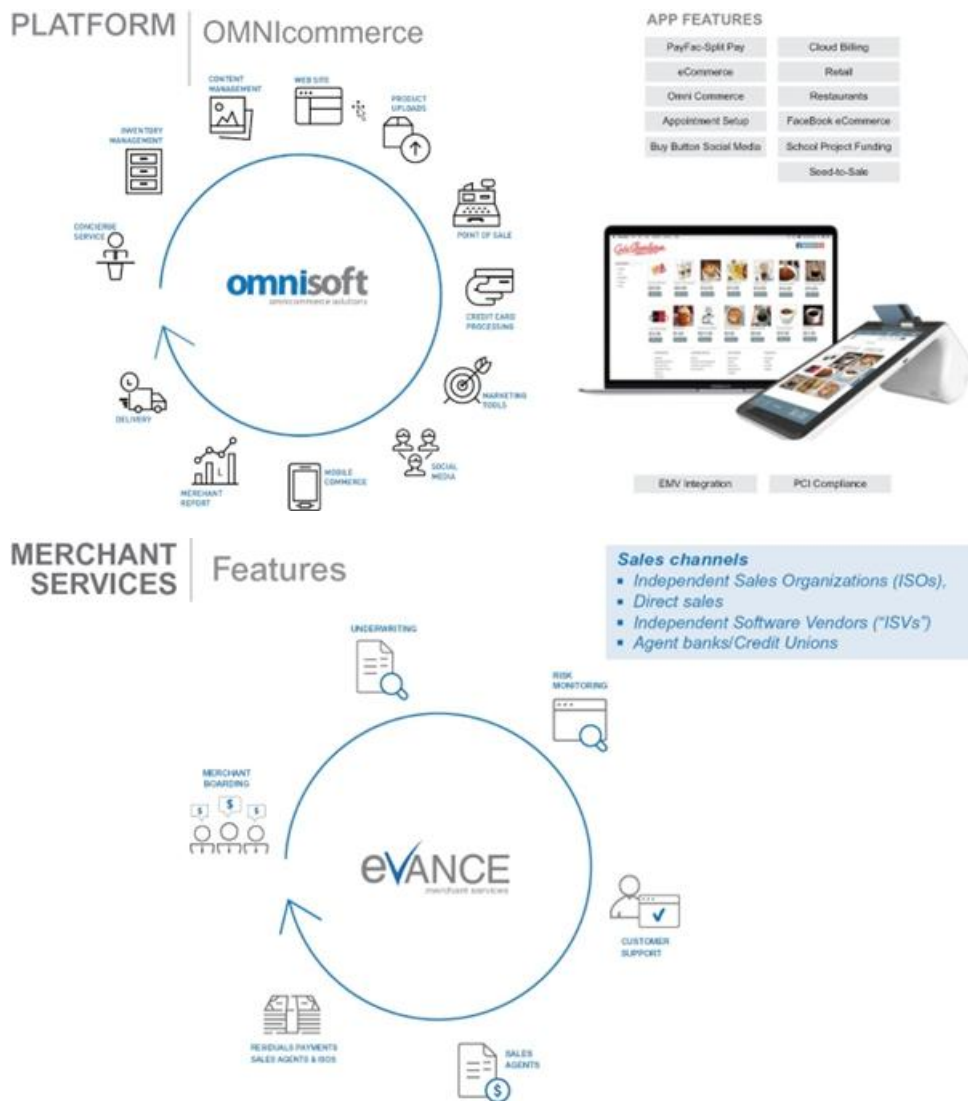 PLATFORM
OMNIcommerce
CONTENT
MANAGEMENT
WEB SITE
PRODUCT
UPLOADS
INVENTORY
MANAGEMENT
CONCIERGE
SERVICE
POINT OF SALE
omnisoft
omnicommerce solutions
CREDIT CARD
PROCESSING
MARKETING
TOOLS
DELIVERY
SOCIAL
MEDIA
MERCHANT
REPORT
MOBILE
COMMERCE
APP FEATURES
PayFac-Split Pay
Cloud Billing
eCommerce
Retail
Omni Commerce
Restaurants
Appointment Setup
FaceBook eCommerce
Buy Button Social Media
School Project Funding
Seed-to-Sale
EMV Integration
PCI Compliance
MERCHANT
SERVICES
Features
Sales channels
▪ Independent Sales Organizations (ISOs),
▪ Direct sales
▪ Independent Software Vendors (“ISVs”)
▪ Agent banks/Credit Unions
UNDERWRITING
RISK
MONITORING
MERCHANT
BOARDING
eVANCE
merchant services
CUSTOMER
SUPPORT
RESIDUALS PAYMENTS
SALES AGENTS & ISOS
SALES
AGENTS